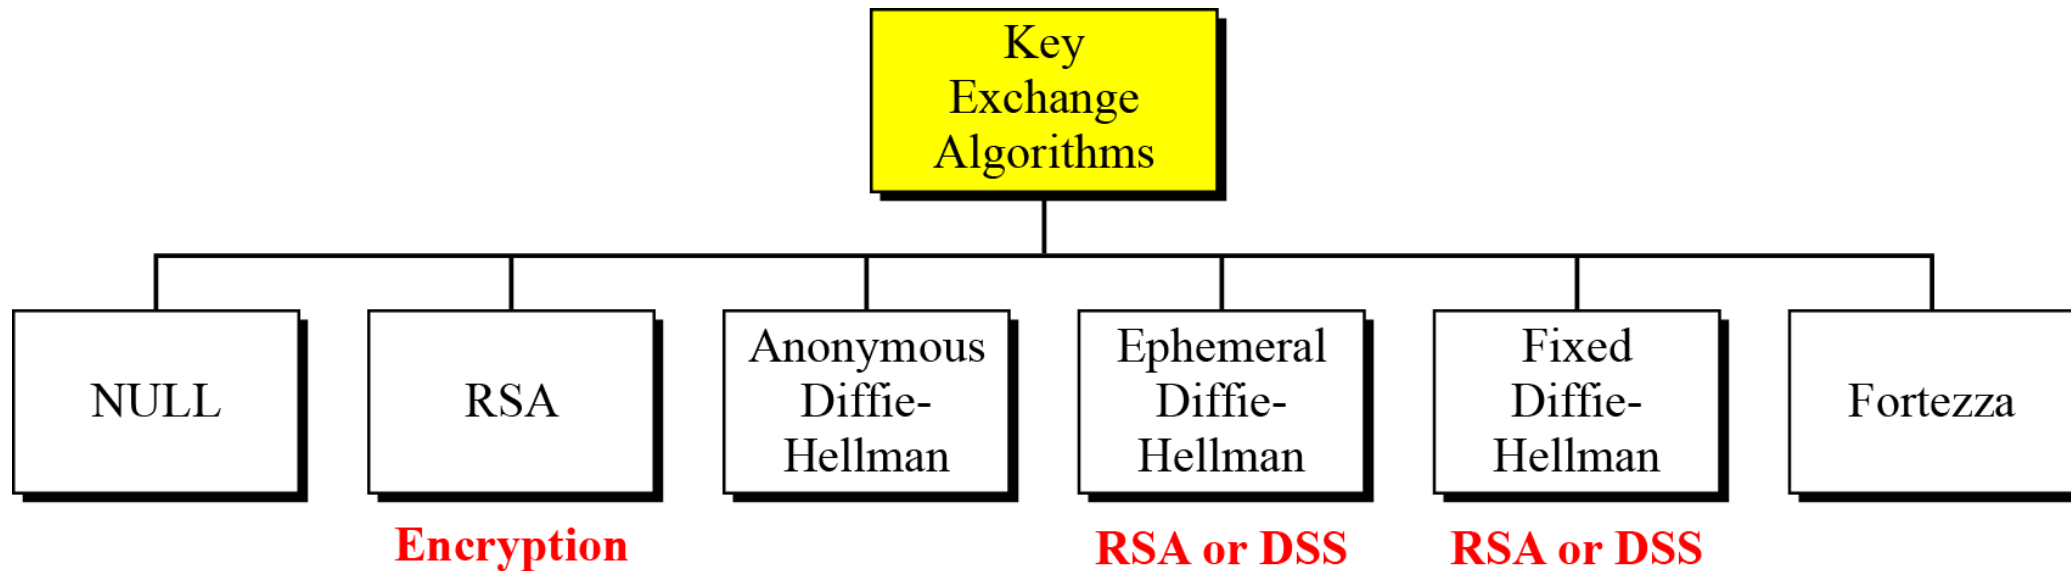 Key
Exchange
Algorithms
NULL
RSA
Anonymous
Diffie-
Hellman
Ephemeral
Diffie-
Hellman
Fixed
Diffie-
Hellman
Fortezza
Encryption
RSA or DSS
RSA or DSS